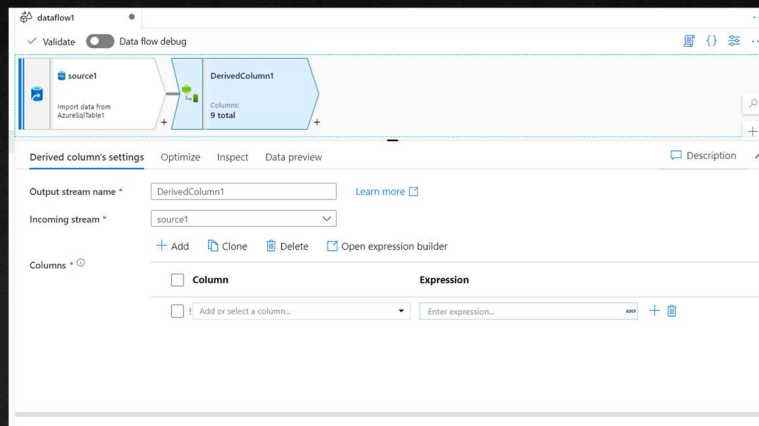 dataflow1
Validate Data flow debug
source1
Import data from
AzureSqlTable1
DerivedColumn1
Columns:
9 total
Derived column's settings Optimize Inspect Data preview Description
Output stream name * DerivedColumn1 Learn more
Incoming stream * source1
Add Clone Delete Open expression builder
Columns *
Column Expression
! Add or select a column... Enter expression... ANY